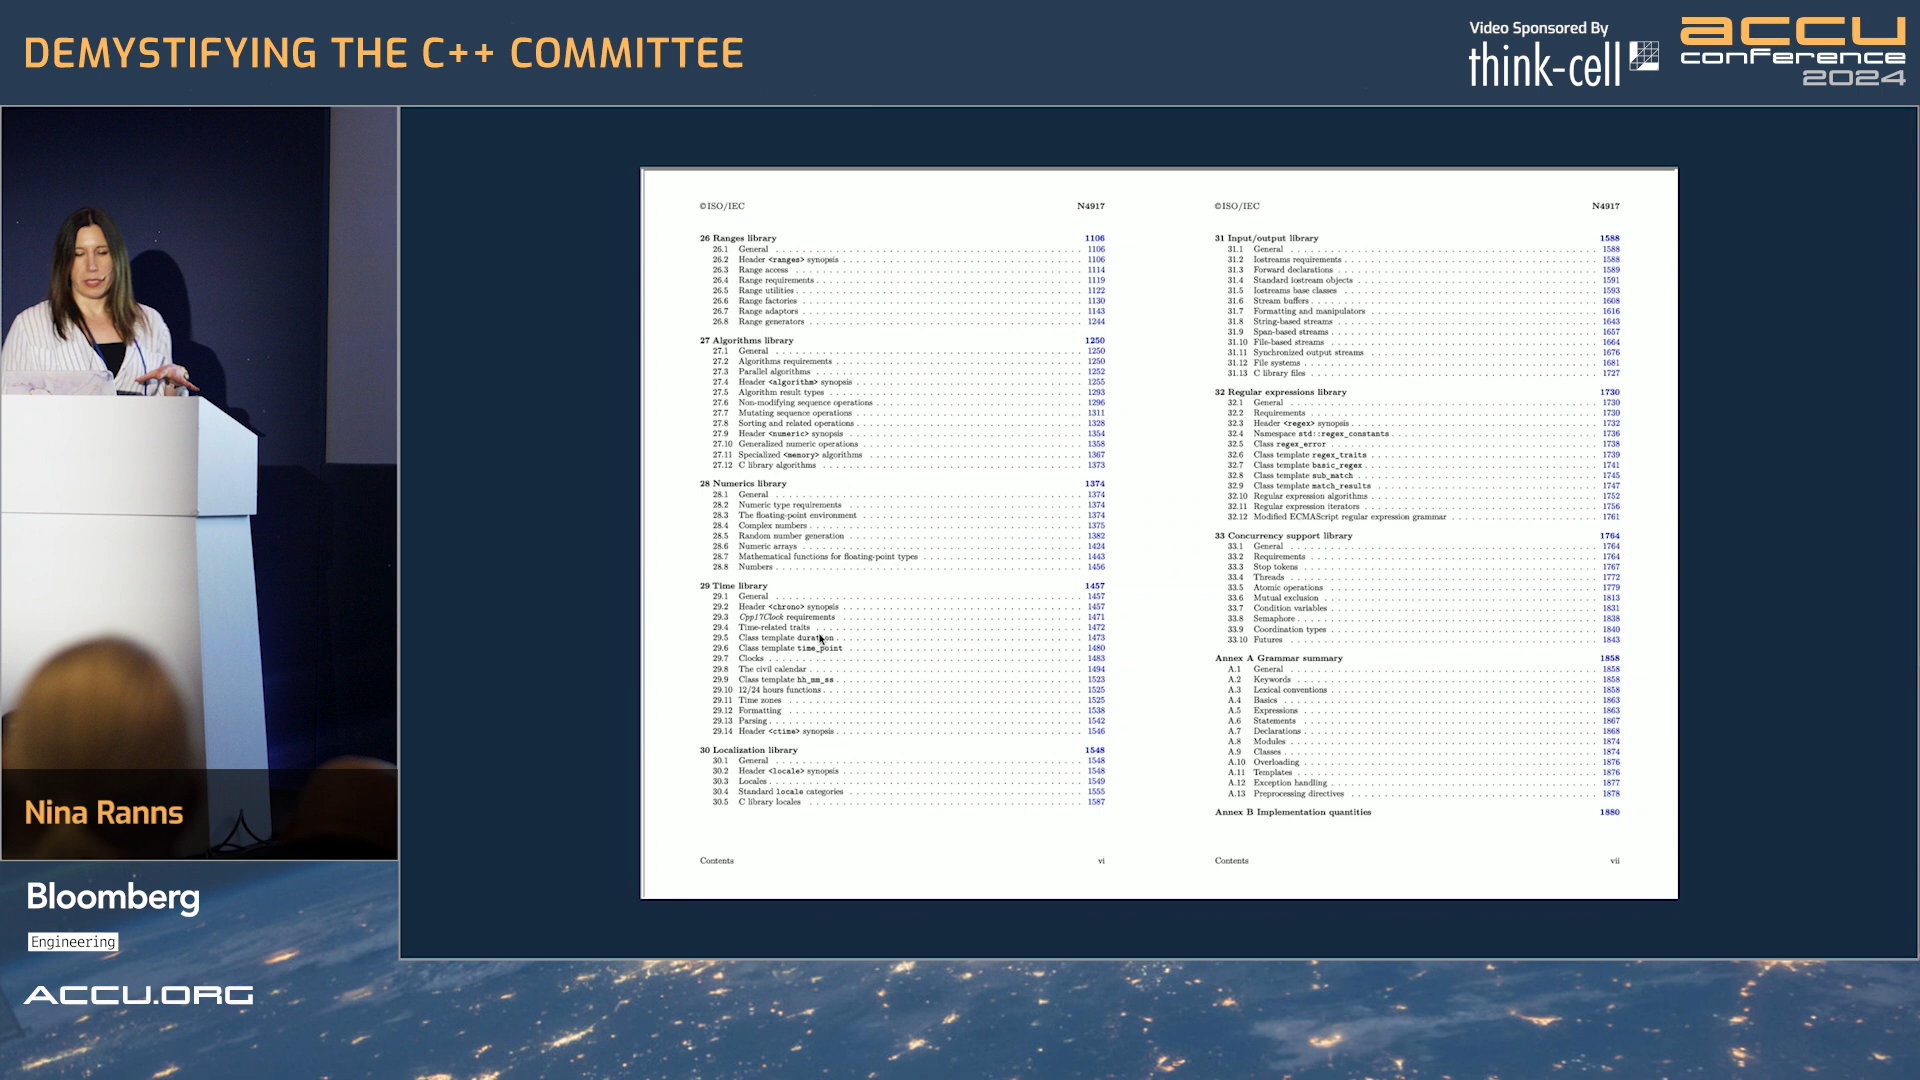 DEMYSTIFYING THE C++ COMMITTEE
Video Sponsored By
think-cell
accu
conference
2024
©ISO/IEC N4917
26 Ranges library 1106
26.1 General 1106
26.2 Header <ranges> synopsis 1106
26.3 Range access 1114
26.4 Range requirements 1119
26.5 Range utilities 1122
26.6 Range factories 1130
26.7 Range adaptors 1143
26.8 Range generators 1244
27 Algorithms library 1250
27.1 General 1250
27.2 Algorithms requirements 1250
27.3 Parallel algorithms 1252
27.4 Header <algorithm> synopsis 1255
27.5 Algorithm result types 1293
27.6 Non-modifying sequence operations 1296
27.7 Mutating sequence operations 1311
27.8 Sorting and related operations 1328
27.9 Header <numeric> synopsis 1354
27.10 Generalized numeric operations 1358
27.11 Specialized <memory> algorithms 1367
27.12 C library algorithms 1373
28 Numerics library 1374
28.1 General 1374
28.2 Numeric type requirements 1374
28.3 The floating-point environment 1374
28.4 Complex numbers 1375
28.5 Random number generation 1382
28.6 Numeric arrays 1424
28.7 Mathematical functions for floating-point types 1443
28.8 Numbers 1456
29 Time library 1457
29.1 General 1457
29.2 Header <chrono> synopsis 1457
29.3 Cpp17Clock requirements 1471
29.4 Time-related traits 1472
29.5 Class template duration 1473
29.6 Class template time_point 1480
29.7 Clocks 1483
29.8 The civil calendar 1494
29.9 Class template hh_mm_ss 1523
29.10 12/24 hours functions 1525
29.11 Time zones 1525
29.12 Formatting 1538
29.13 Parsing 1542
29.14 Header <ctime> synopsis 1546
30 Localization library 1548
30.1 General 1548
30.2 Header <locale> synopsis 1548
30.3 Locales 1549
30.4 Standard locale categories 1555
30.5 C library locales 1587
Contents vi
©ISO/IEC N4917
31 Input/output library 1588
31.1 General 1588
31.2 Iostreams requirements 1588
31.3 Forward declarations 1589
31.4 Standard iostream objects 1591
31.5 Iostreams base classes 1593
31.6 Stream buffers 1608
31.7 Formatting and manipulators 1616
31.8 String-based streams 1643
31.9 Span-based streams 1657
31.10 File-based streams 1664
31.11 Synchronized output streams 1676
31.12 File systems 1681
31.13 C library files 1727
32 Regular expressions library 1730
32.1 General 1730
32.2 Requirements 1730
32.3 Header <regex> synopsis 1732
32.4 Namespace std::regex_constants 1736
32.5 Class regex_error 1738
32.6 Class template regex_traits 1739
32.7 Class template basic_regex 1741
32.8 Class template sub_match 1745
32.9 Class template match_results 1747
32.10 Regular expression algorithms 1752
32.11 Regular expression iterators 1756
32.12 Modified ECMAScript regular expression grammar 1761
33 Concurrency support library 1764
33.1 General 1764
33.2 Requirements 1764
33.3 Stop tokens 1767
33.4 Threads 1772
33.5 Atomic operations 1779
33.6 Mutual exclusion 1813
33.7 Condition variables 1831
33.8 Semaphore 1838
33.9 Coordination types 1840
33.10 Futures 1843
Annex A Grammar summary 1858
A.1 General 1858
A.2 Keywords 1858
A.3 Lexical conventions 1858
A.4 Basics 1863
A.5 Expressions 1863
A.6 Statements 1867
A.7 Declarations 1868
A.8 Modules 1874
A.9 Classes 1874
A.10 Overloading 1876
A.11 Templates 1876
A.12 Exception handling 1877
A.13 Preprocessing directives 1878
Annex B Implementation quantities 1880
Contents vii
Nina Ranns
Bloomberg
Engineering
ACCU.ORG